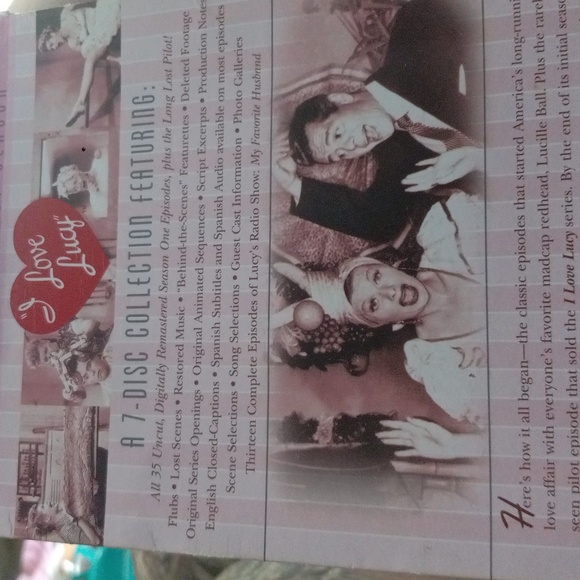 "I Love
Lucy"
A 7-DISC COLLECTION FEATURING:
All 35 Uncut, Digitally Remastered Season One Episodes, plus the Long Lost Pilot!
Flubs • Lost Scenes • Restored Music • "Behind-the-Scenes" Featurettes • Deleted Footage
Original Series Openings • Original Animated Sequences • Script Excerpts • Production Notes
English Closed-Captions • Spanish Subtitles and Spanish Audio available on most episodes
Scene Selections • Song Selections • Guest Cast Information • Photo Galleries
Thirteen Complete Episodes of Lucy's Radio Show: My Favorite Husband
Here's how it all began—the classic episodes that started America's
love affair with everyone's favorite madcap redhead, Lucille Ball. Plus the
seen pilot episode that sold the I Love Lucy series. By the end of its initial